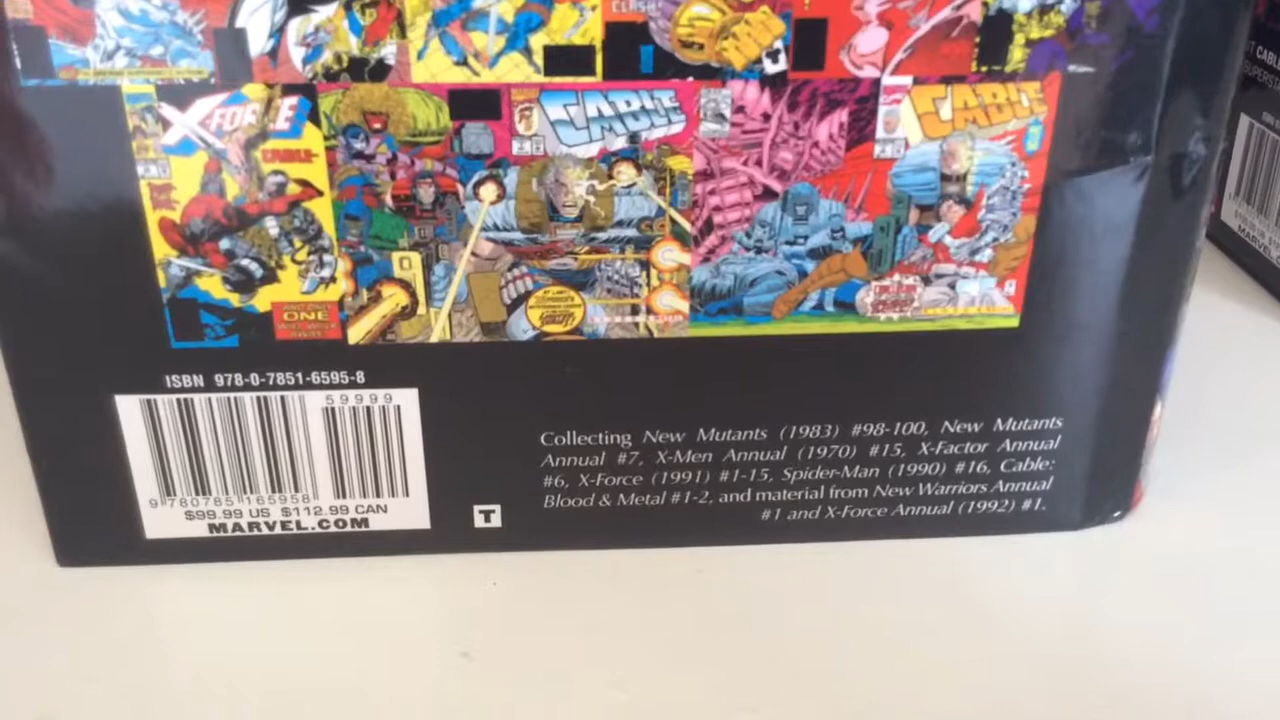 CLASH!
X-FORCE
CABLE
CABLE
CABLE
ONE
ISBN 978-0-7851-6595-8
59999
9 780785 165958
$99.99 US $112.99 CAN
MARVEL.COM
T
Collecting New Mutants (1983) #98-100, New Mutants
Annual #7, X-Men Annual (1970) #15, X-Factor Annual
#6, X-Force (1991) #1-15, Spider-Man (1990) #16, Cable:
Blood & Metal #1-2, and material from New Warriors Annual
#1 and X-Force Annual (1992) #1.
CABLE
MARVEL